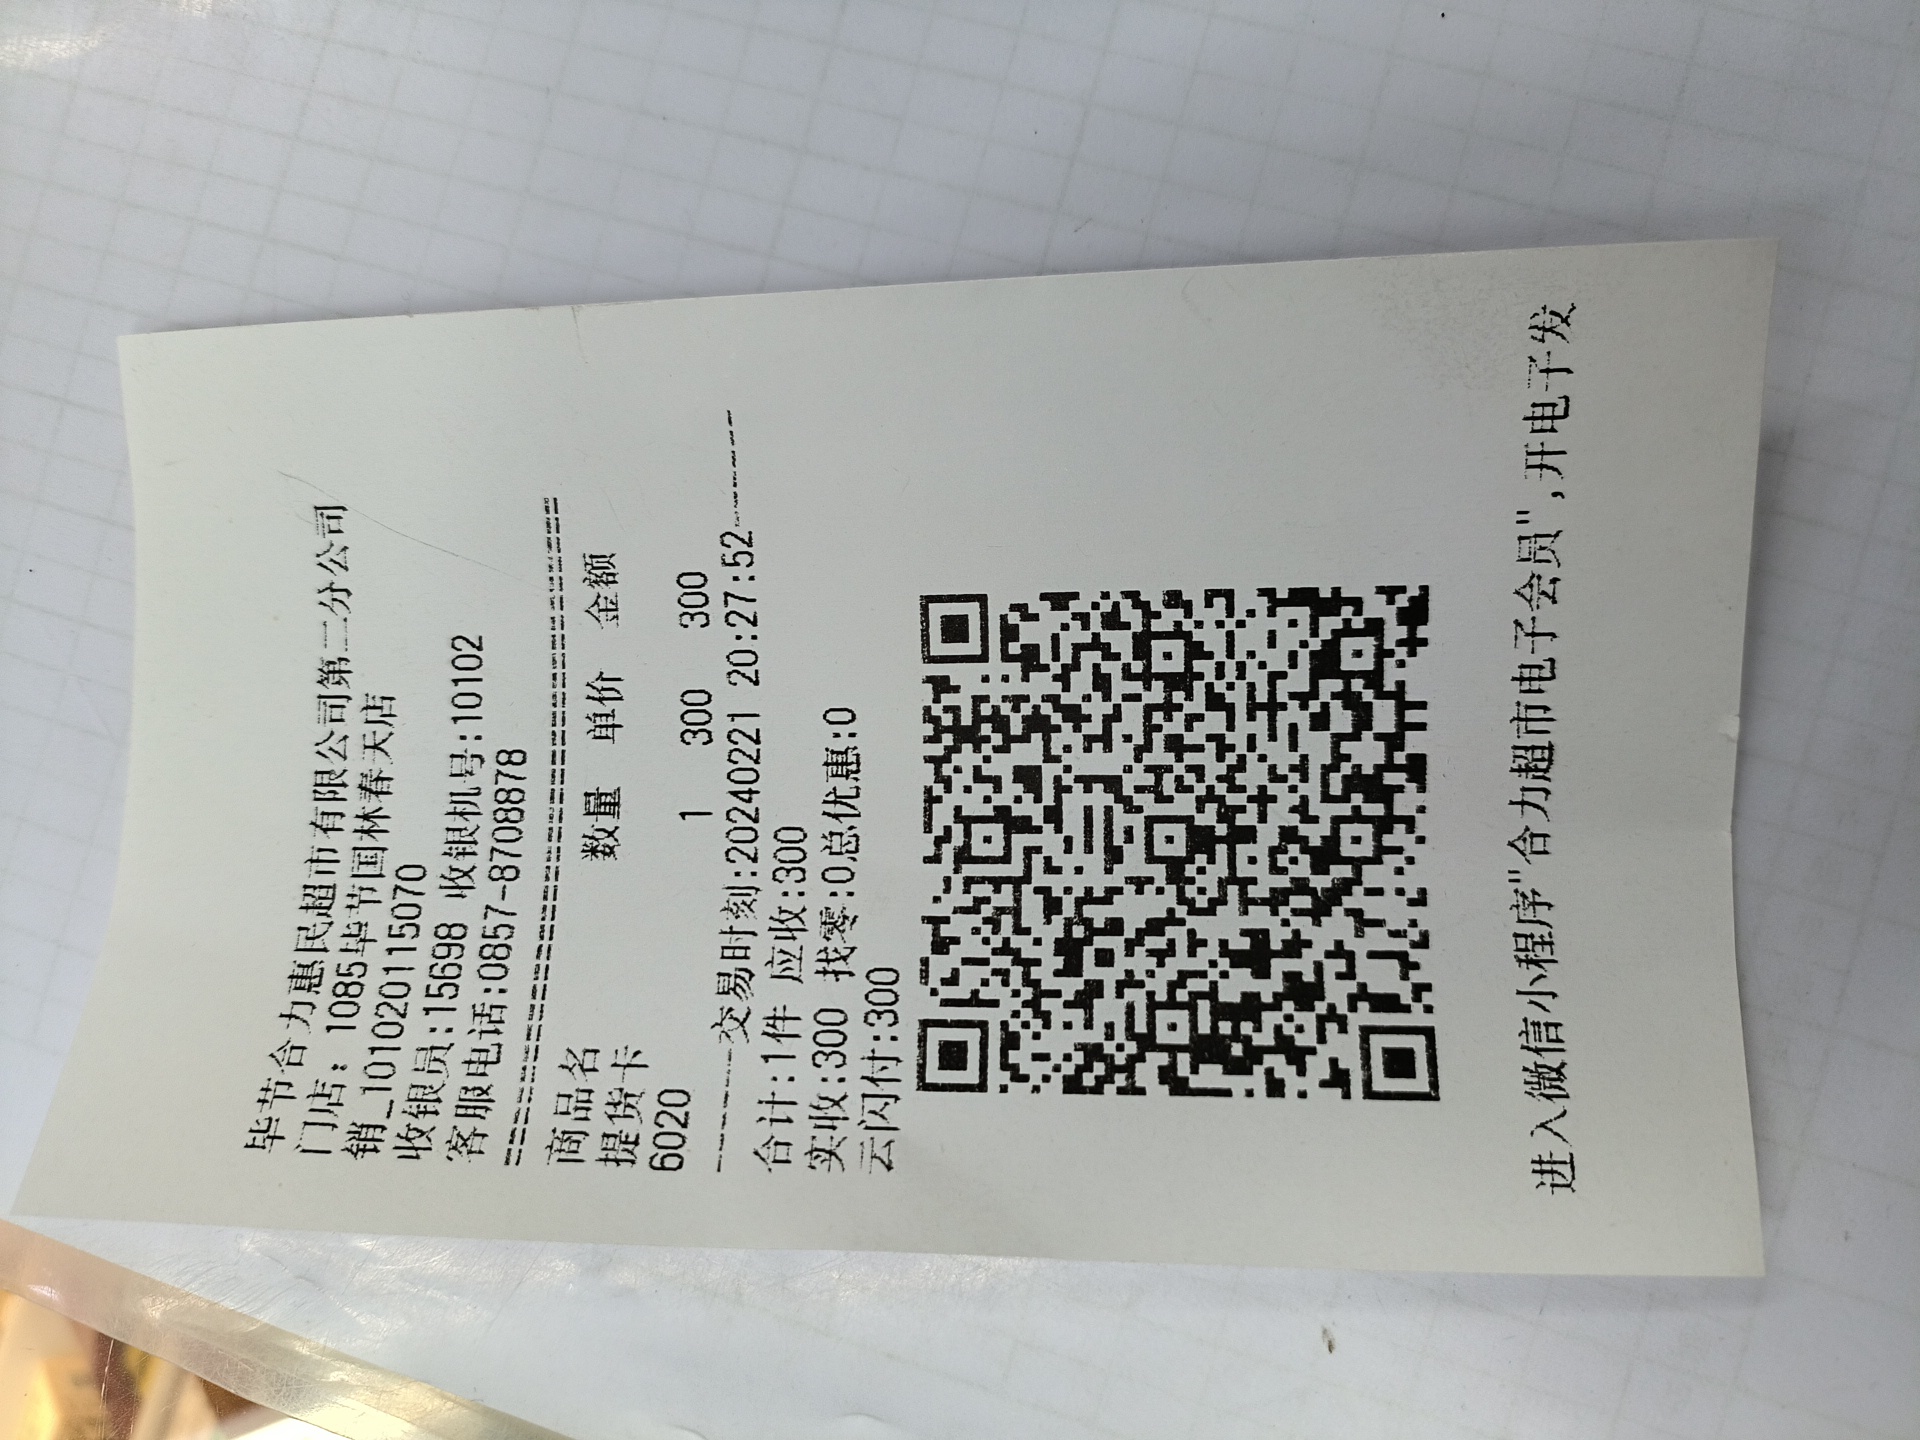 毕节合力惠民超市有限公司第二分公司
门店：1085毕节国林春天店
销_1010201115070
收银员:15698 收银机号:10102
客服电话:0857-8708878
商品名 数量 单价 金额
提货卡
6020 1 300 300
交易时刻:20240221 20:27:52
合计:1件 应收:300
实收:300 找零:0总优惠:0
云闪付:300
进入微信小程序"合力超市电子会员",开电子发